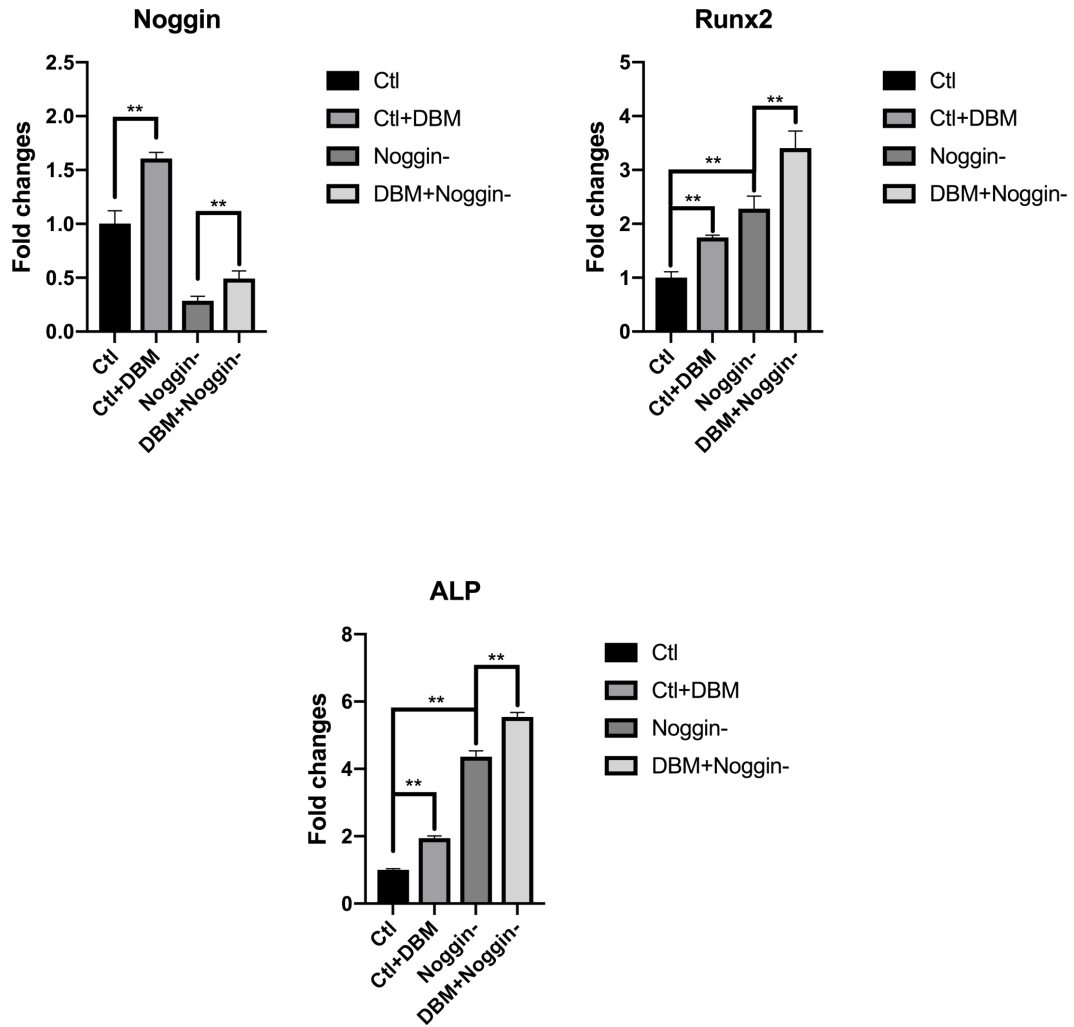 Noggin
Fold changes
2.5
2.0
1.5
1.0
0.5
0.0
**
**
Ctl
Ctl+DBM
Noggin-
DBM+Noggin-
Ctl
Ctl+DBM
Noggin-
DBM+Noggin-
Runx2
Fold changes
5
4
3
2
1
0
**
**
**
Ctl
Ctl+DBM
Noggin-
DBM+Noggin-
Ctl
Ctl+DBM
Noggin-
DBM+Noggin-
ALP
Fold changes
8
6
4
2
0
**
**
**
Ctl
Ctl+DBM
Noggin-
DBM+Noggin-
Ctl
Ctl+DBM
Noggin-
DBM+Noggin-